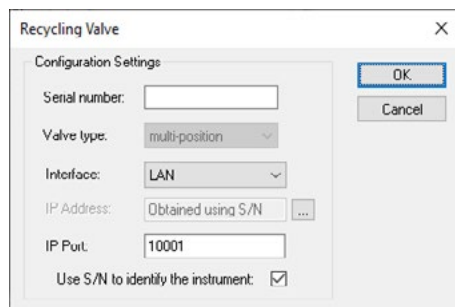 Recycling Valve
Configuration Settings
OK
Serial number:
Cancel
Valve type: multi-position
Interface: LAN
IP Address: Obtained using S/N ...
IP Port: 10001
Use S/N to identify the instrument: